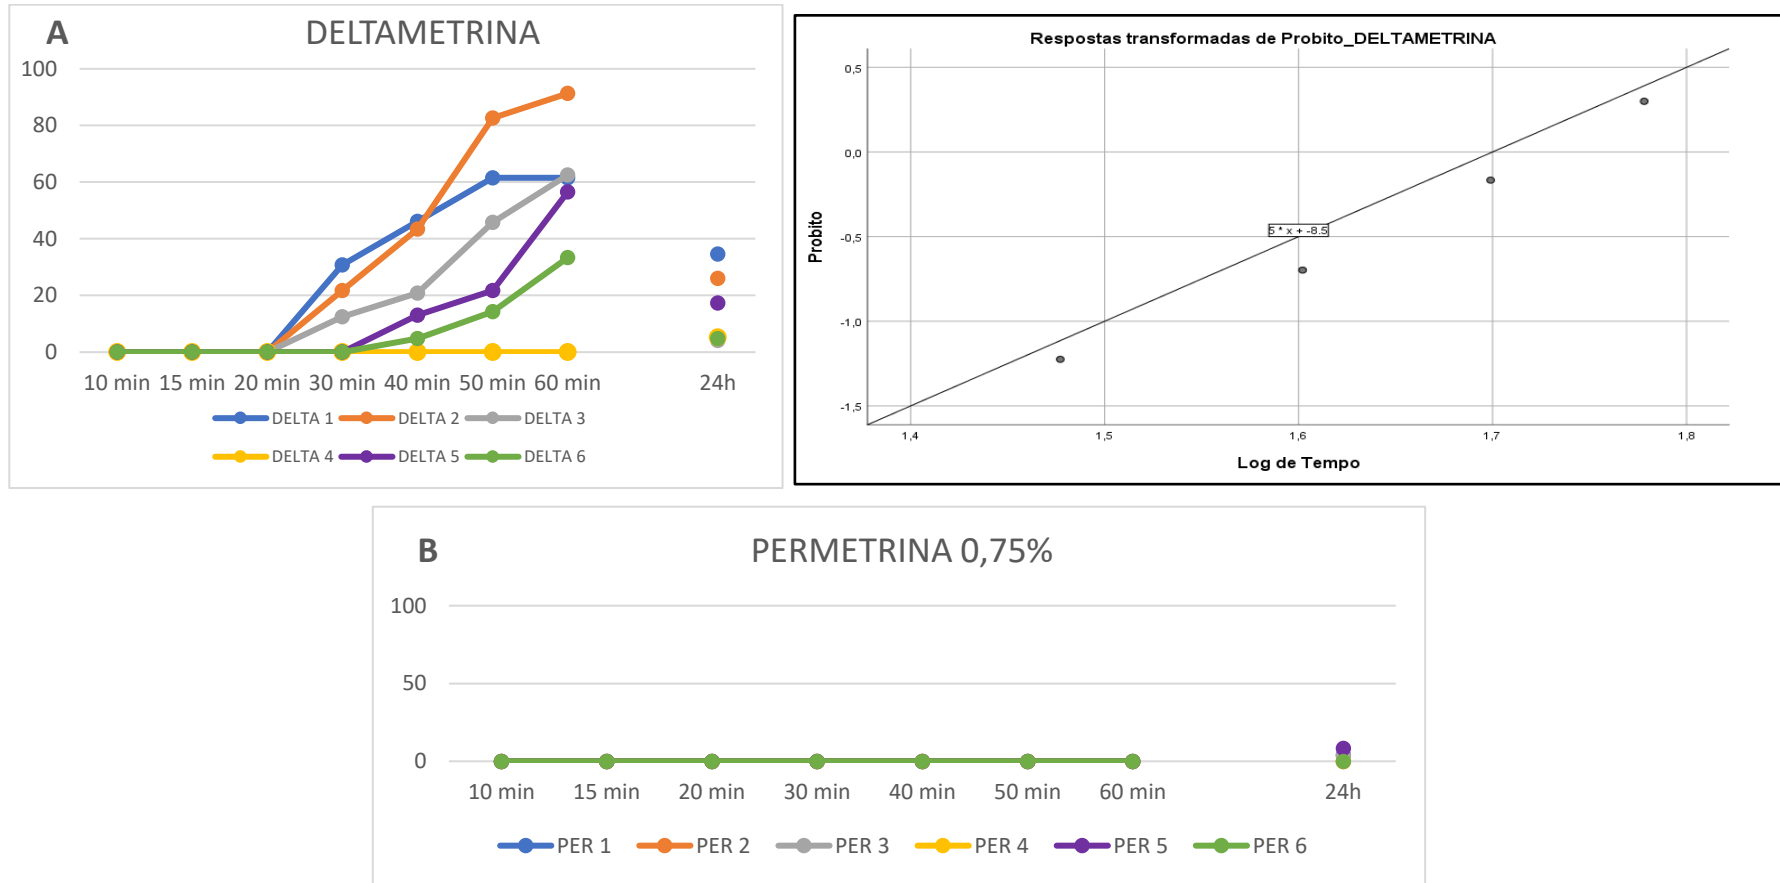 A
DELTAMETRINA
100
80
60
40
20
0
10 min 15 min 20 min 30 min 40 min 50 min 60 min 24h
DELTA 1 DELTA 2 DELTA 3
DELTA 4 DELTA 5 DELTA 6
Respostas transformadas de Probito_DELTAMETRINA
Probito
0,5
0,0
-0,5
-1,0
-1,5
5 * x + -8.5
1,4 1,5 1,6 1,7 1,8
Log de Tempo
B
PERMETRINA 0,75%
100
50
0
10 min 15 min 20 min 30 min 40 min 50 min 60 min 24h
PER 1 PER 2 PER 3 PER 4 PER 5 PER 6